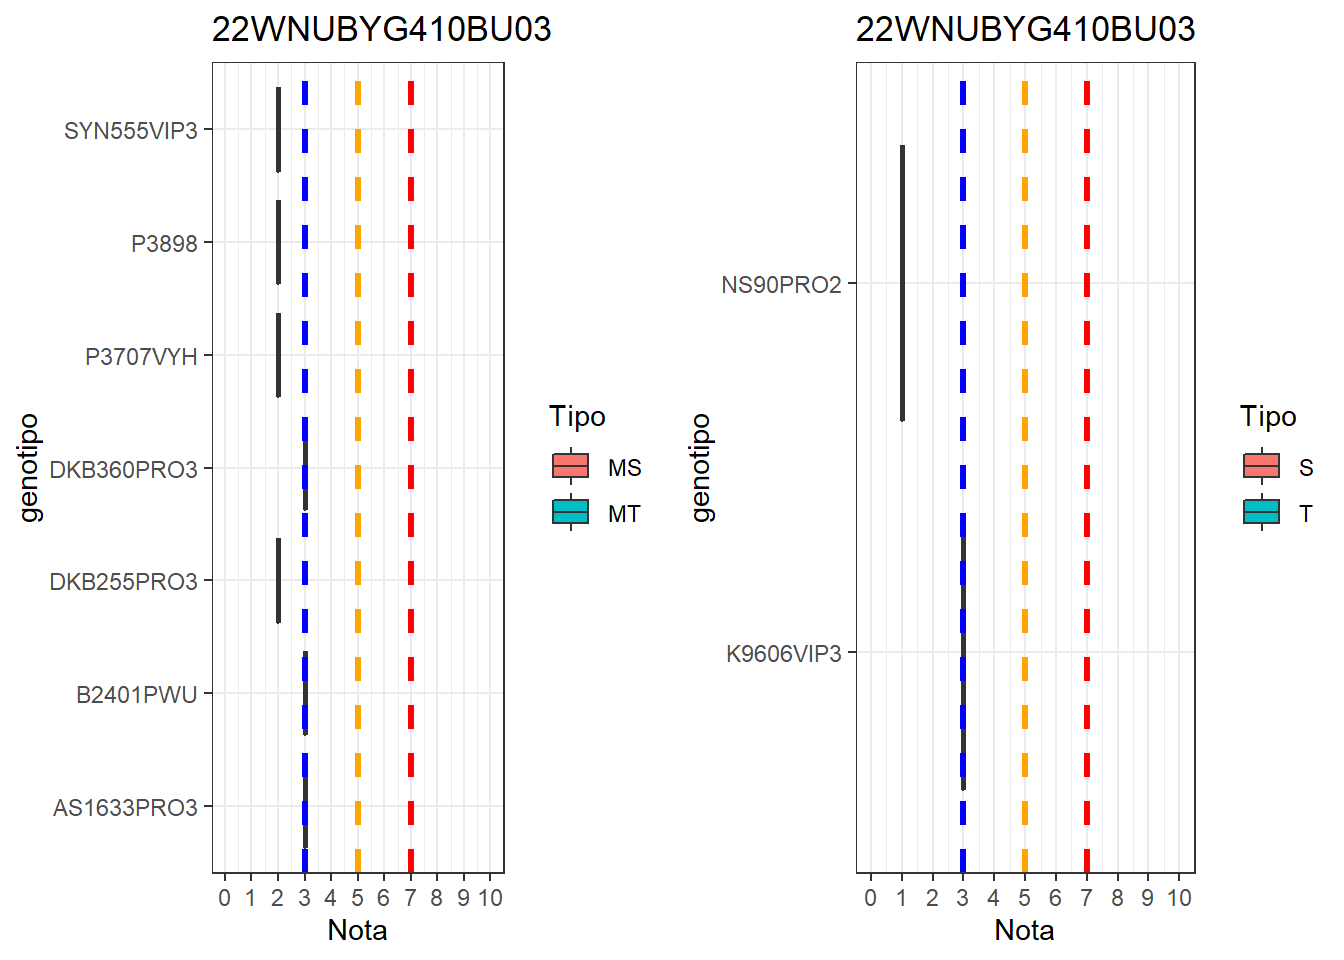 22WNUBYG410BU03
SYN555VIP3
P3898
P3707VYH
DKB360PRO3
DKB255PRO3
B2401PWU
AS1633PRO3
genotipo
0 1 2 3 4 5 6 7 8 9 10
Nota
Tipo
MS
MT
22WNUBYG410BU03
NS90PRO2
K9606VIP3
genotipo
0 1 2 3 4 5 6 7 8 9 10
Nota
Tipo
S
T